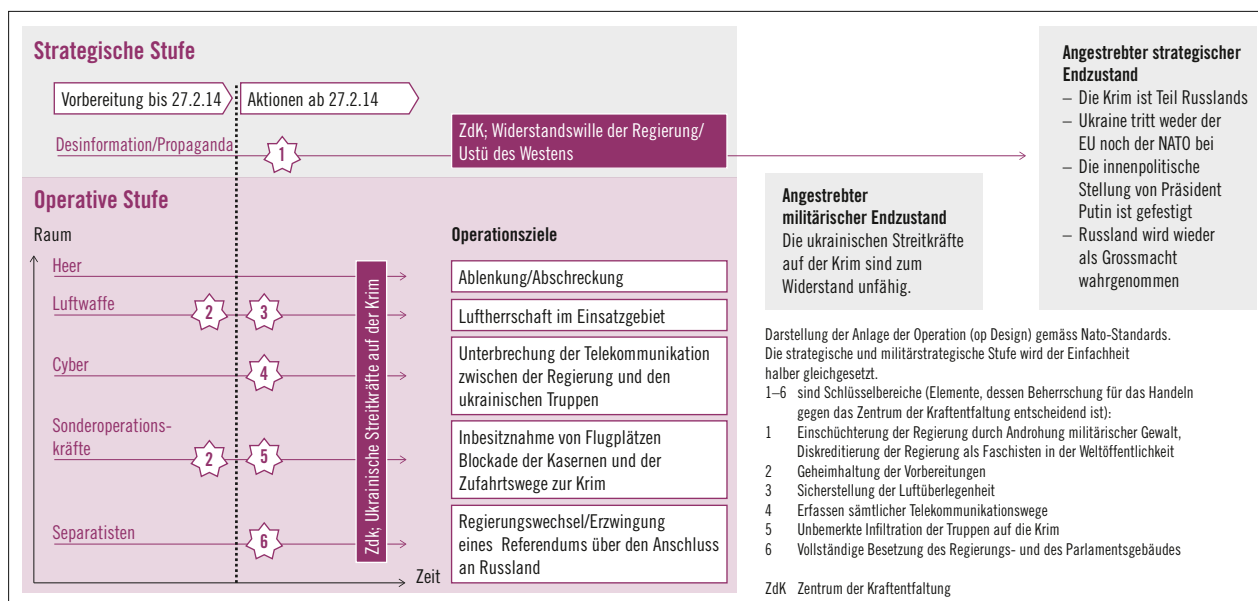 Strategische Stufe
Vorbereitung bis 27.2.14
Aktionen ab 27.2.14
Desinformation/Propaganda
1
ZdK; Widerstandswille der Regierung/
Ustü des Westens
Operative Stufe
Raum
Operationsziele
Heer
Ablenkung/Abschreckung
Luftwaffe
2
3
Luftherrschaft im Einsatzgebiet
Cyber
4
Unterbrechung der Telekommunikation
zwischen der Regierung und den
ukrainischen Truppen
Sonderoperations-
kräfte
2
5
Inbesitznahme von Flugplätzen
Blockade der Kasernen und der
Zufahrtswege zur Krim
Separatisten
6
Regierungswechsel/Erzwingung
eines Referendums über den Anschluss
an Russland
Zdk; Ukrainische Streitkräfte auf der Krim
Zeit
Angestrebter
militärischer Endzustand
Die ukrainischen Streitkräfte
auf der Krim sind zum
Widerstand unfähig.
Angestrebter strategischer
Endzustand
– Die Krim ist Teil Russlands
– Ukraine tritt weder der
EU noch der NATO bei
– Die innenpolitische
Stellung von Präsident
Putin ist gefestigt
– Russland wird wieder
als Grossmacht
wahrgenommen
Darstellung der Anlage der Operation (op Design) gemäss Nato-Standards.
Die strategische und militärstrategische Stufe wird der Einfachheit
halber gleichgesetzt.
1–6 sind Schlüsselbereiche (Elemente, dessen Beherrschung für das Handeln
gegen das Zentrum der Kraftentfaltung entscheidend ist):
1 Einschüchterung der Regierung durch Androhung militärischer Gewalt,
Diskreditierung der Regierung als Faschisten in der Weltöffentlichkeit
2 Geheimhaltung der Vorbereitungen
3 Sicherstellung der Luftüberlegenheit
4 Erfassen sämtlicher Telekommunikationswege
5 Unbemerkte Infiltration der Truppen auf die Krim
6 Vollständige Besetzung des Regierungs- und des Parlamentsgebäudes
ZdK Zentrum der Kraftentfaltung